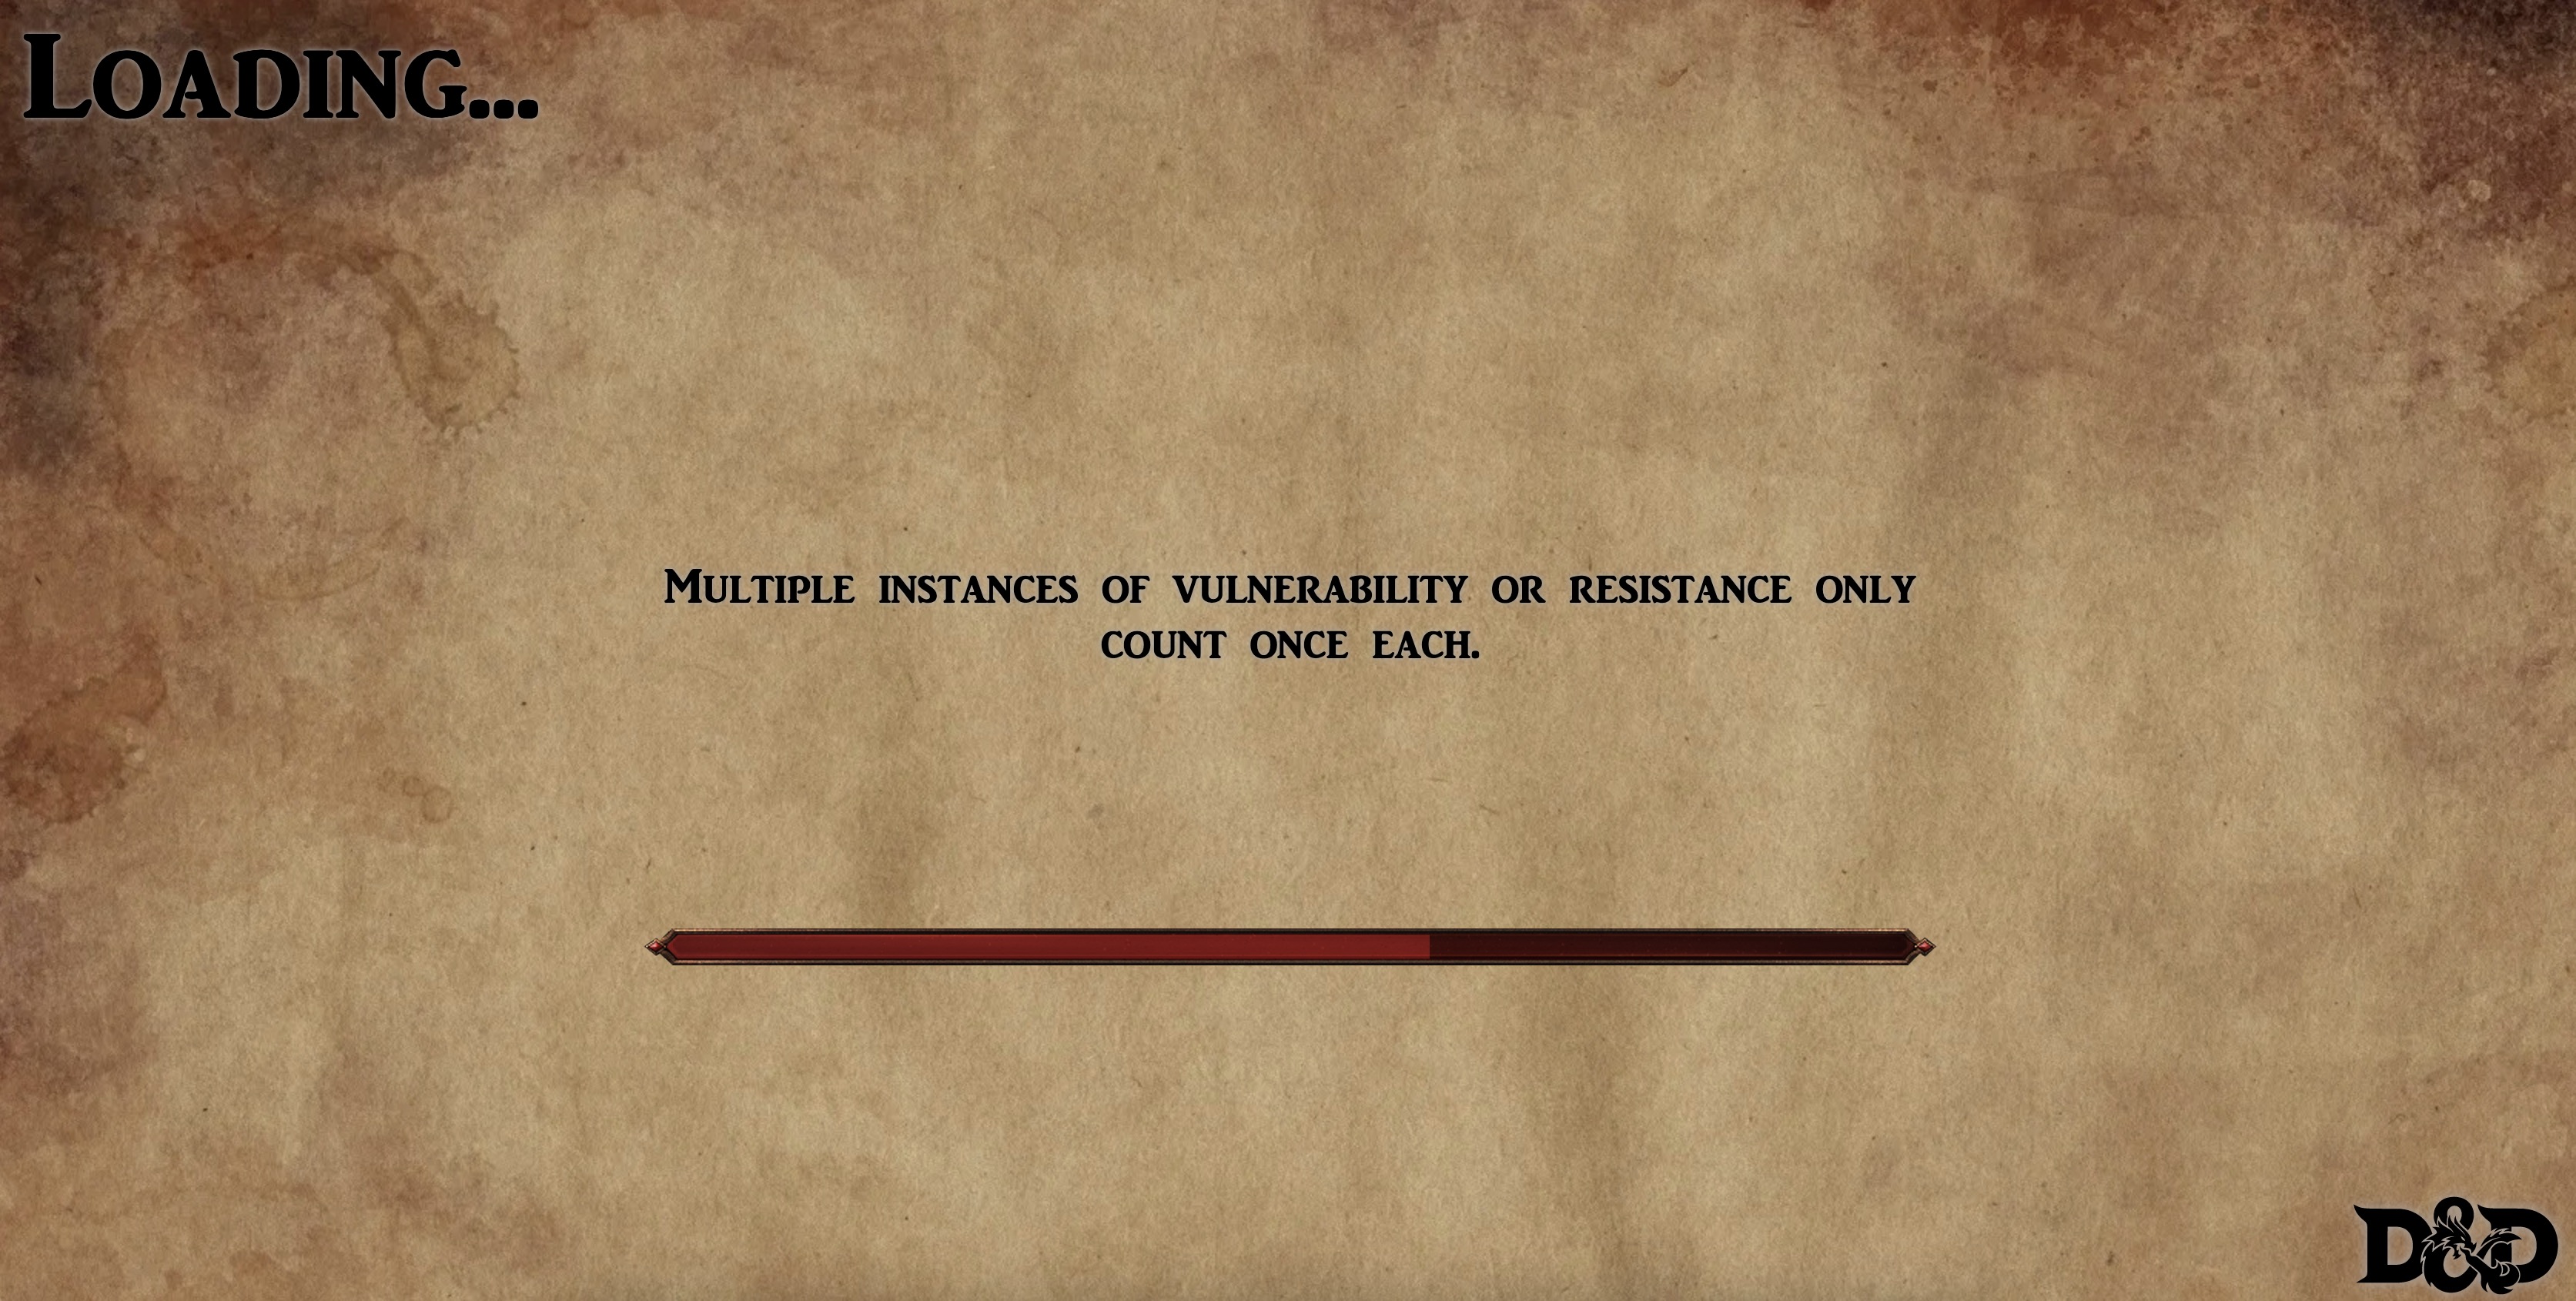 Loading...
Multiple instances of vulnerability or resistance only
count once each.
D&D